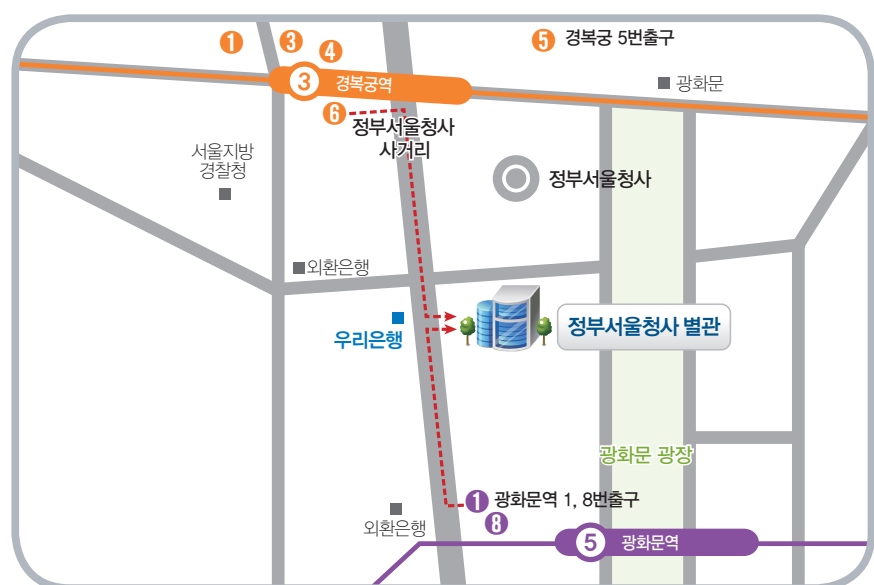 1
3
4
5 경복궁 5번출구
3 경복궁역
광화문
6
정부서울청사
사거리
서울지방
경찰청
정부서울청사
외환은행
우리은행
정부서울청사 별관
광화문 광장
1 광화문역 1, 8번출구
8
외환은행
5 광화문역